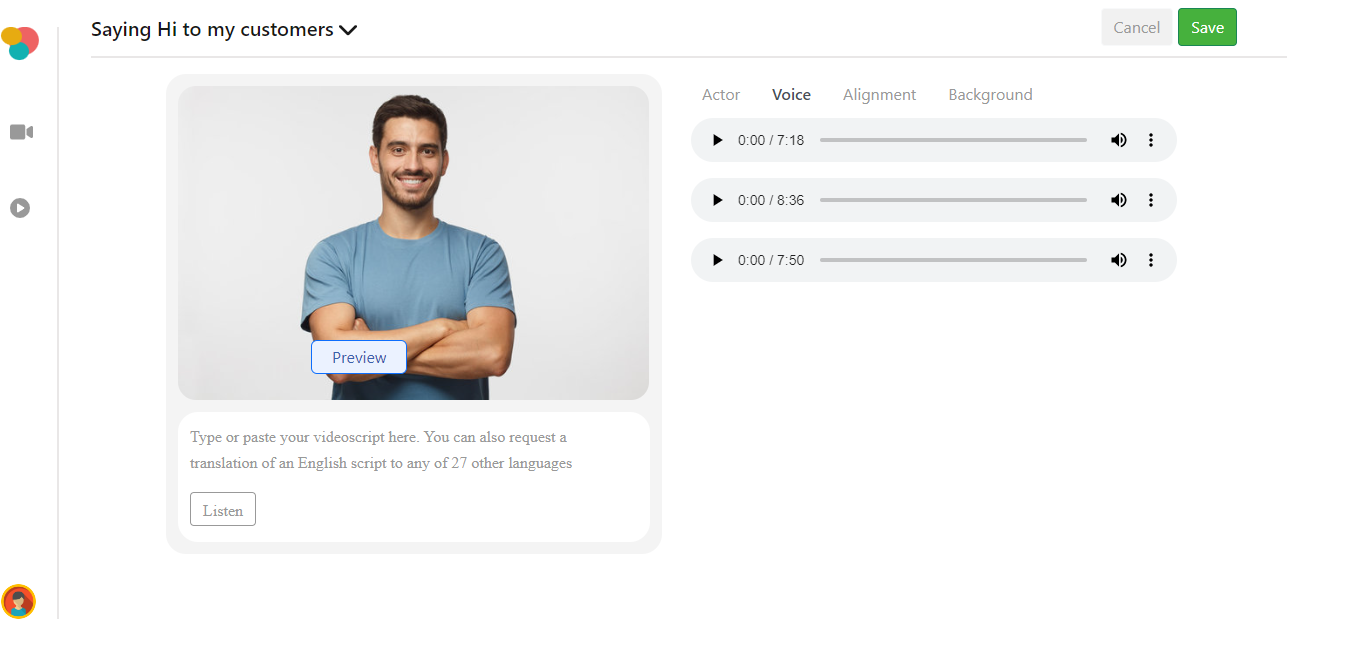 Saying Hi to my customers
Cancel
Save
Actor
Voice
Alignment
Background
0:00 / 7:18
0:00 / 8:36
0:00 / 7:50
Preview
Type or paste your videoscript here. You can also request a
translation of an English script to any of 27 other languages
Listen